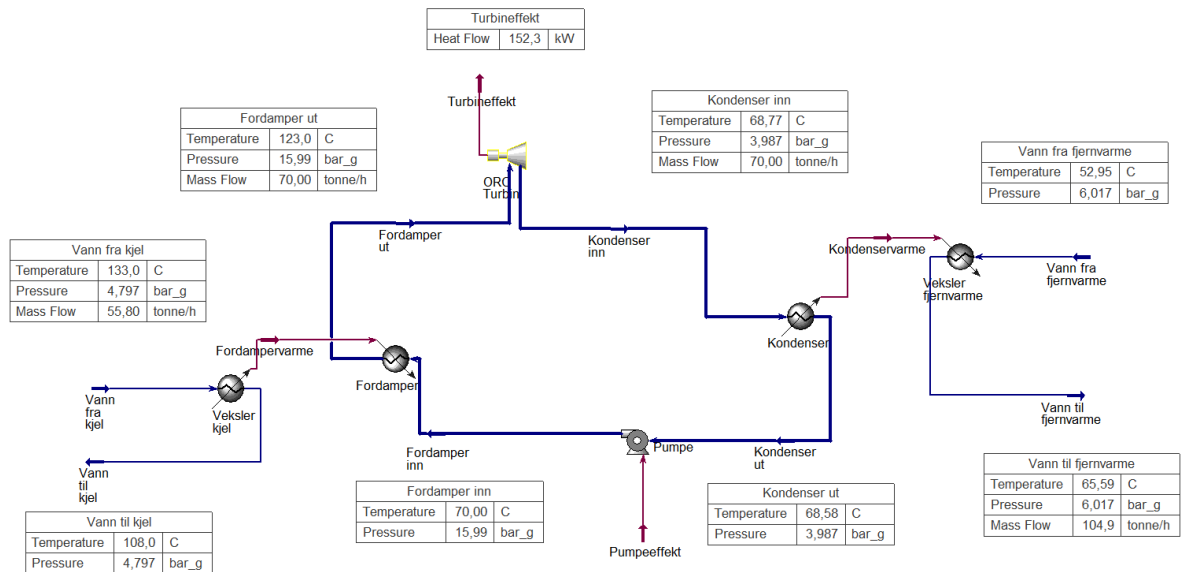 Turbineffekt
Heat Flow 152,3 kW
Turbineffekt
Fordamper ut
Temperature 123,0 C
Pressure 15,99 bar_g
Mass Flow 70,00 tonne/h
Kondenser inn
Temperature 68,77 C
Pressure 3,987 bar_g
Mass Flow 70,00 tonne/h
Vann fra fjernvarme
Temperature 52,95 C
Pressure 6,017 bar_g
ORC
Turbin
Fordamper
ut
Kondenser
inn
Kondenservarme
Vann fra
fjernvarme
Veksler
fjernvarme
Vann fra kjel
Temperature 133,0 C
Pressure 4,797 bar_g
Mass Flow 55,80 tonne/h
Fordampervarme
Kondenser
Fordamper
Vann
fra
kjel
Veksler
kjel
Vann til
fjernvarme
Fordamper
inn
Pumpe
Kondenser
ut
Vann
til
kjel
Vann til fjernvarme
Temperature 65,59 C
Pressure 6,017 bar_g
Mass Flow 104,9 tonne/h
Fordamper inn
Temperature 70,00 C
Pressure 15,99 bar_g
Kondenser ut
Temperature 68,58 C
Pressure 3,987 bar_g
Vann til kjel
Temperature 108,0 C
Pressure 4,797 bar_g
Pumpeeffekt